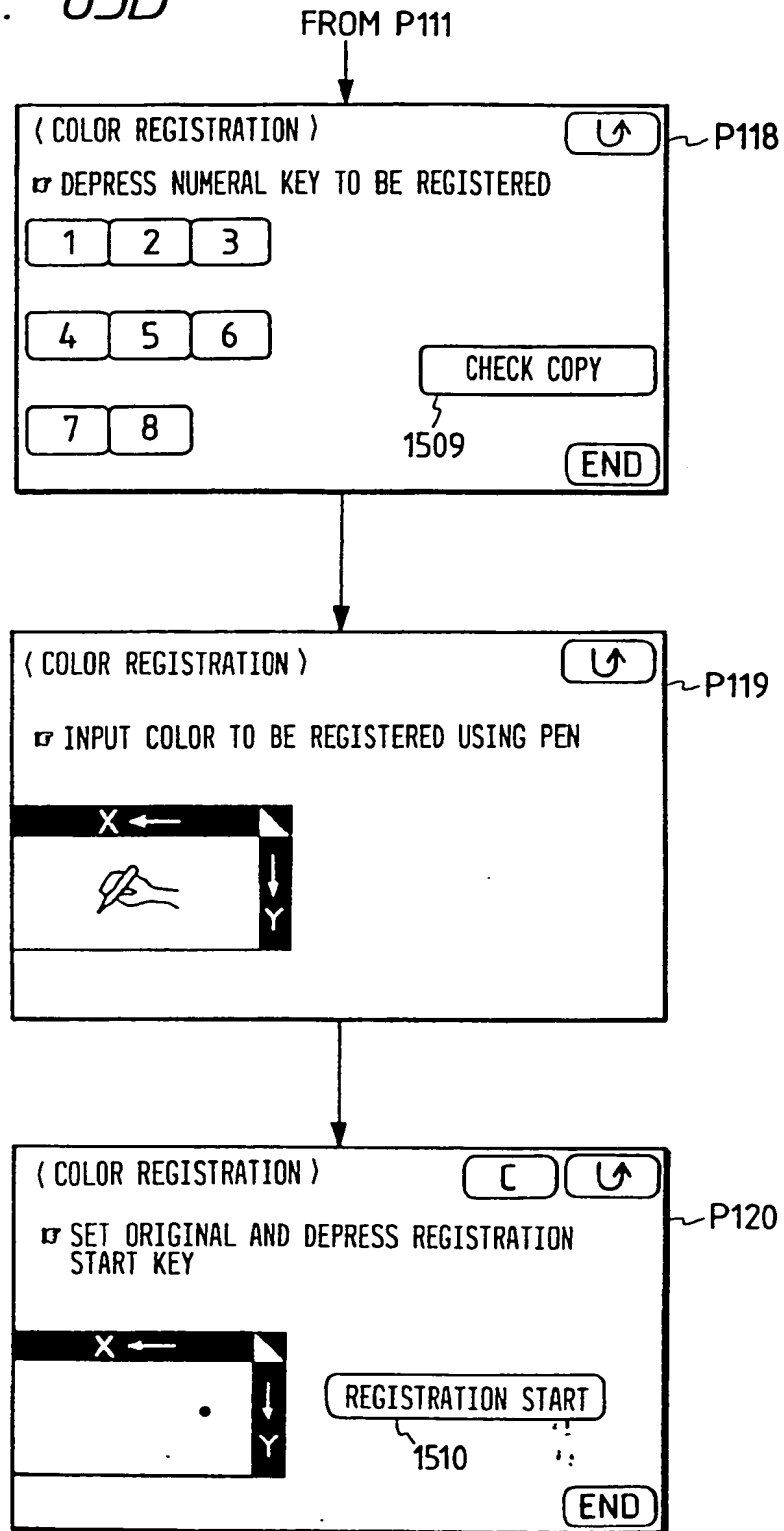 FROM P111
⟨COLOR REGISTRATION⟩
P118
☞ DEPRESS NUMERAL KEY TO BE REGISTERED
1 2 3
4 5 6
CHECK COPY
7 8
1509
END
⟨COLOR REGISTRATION⟩
P119
☞ INPUT COLOR TO BE REGISTERED USING PEN
X ←
↓
Y
⟨COLOR REGISTRATION⟩
C
P120
☞ SET ORIGINAL AND DEPRESS REGISTRATION
START KEY
X ←
↓
Y
REGISTRATION START
1510
END